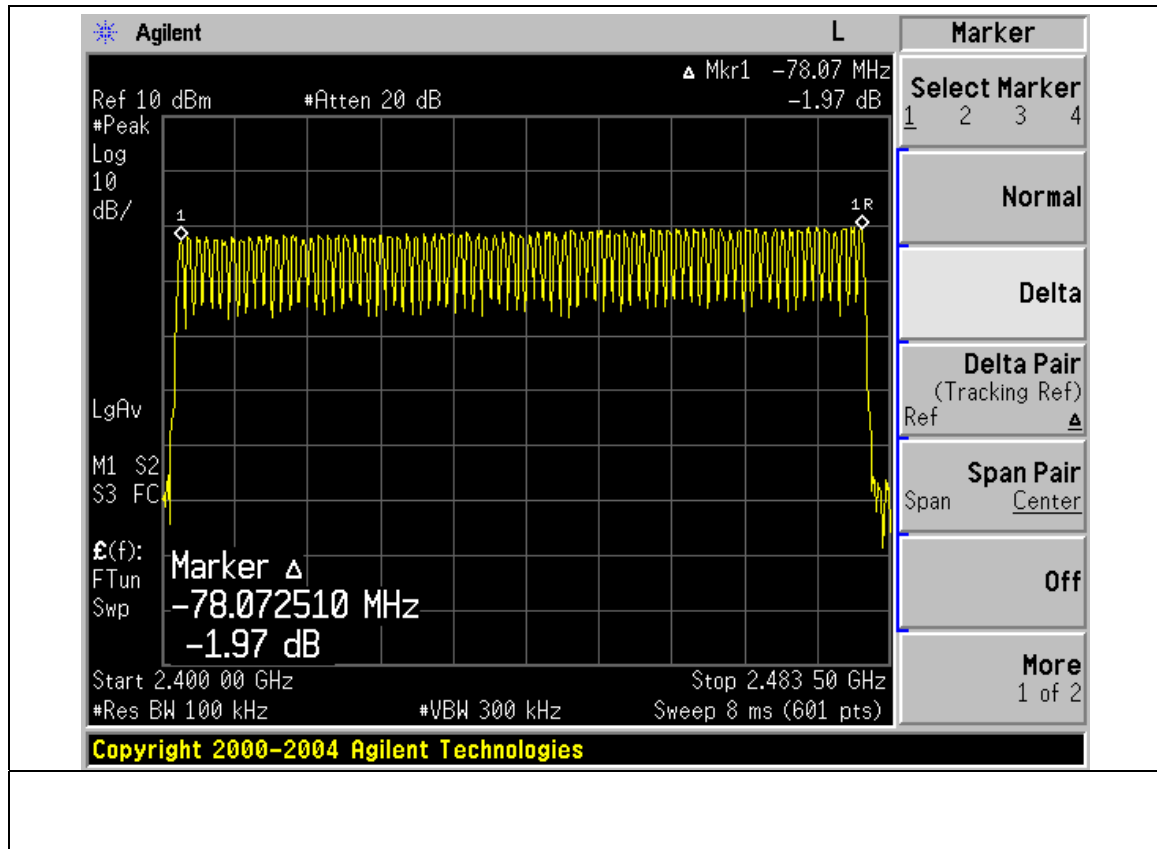 Agilent L Marker
Δ Mkr1 -78.07 MHz
Ref 10 dBm #Atten 20 dB -1.97 dB
#Peak
Log
10
dB/
1
1R
LgAv
M1 S2
S3 FC
£(f):
FTun
Swp
Marker Δ
-78.072510 MHz
-1.97 dB
Start 2.400 00 GHz Stop 2.483 50 GHz
#Res BW 100 kHz #VBW 300 kHz Sweep 8 ms (601 pts)
Select Marker
1 2 3 4
Normal
Delta
Delta Pair
(Tracking Ref)
Ref Δ
Span Pair
Span Center
Off
More
1 of 2
Copyright 2000-2004 Agilent Technologies